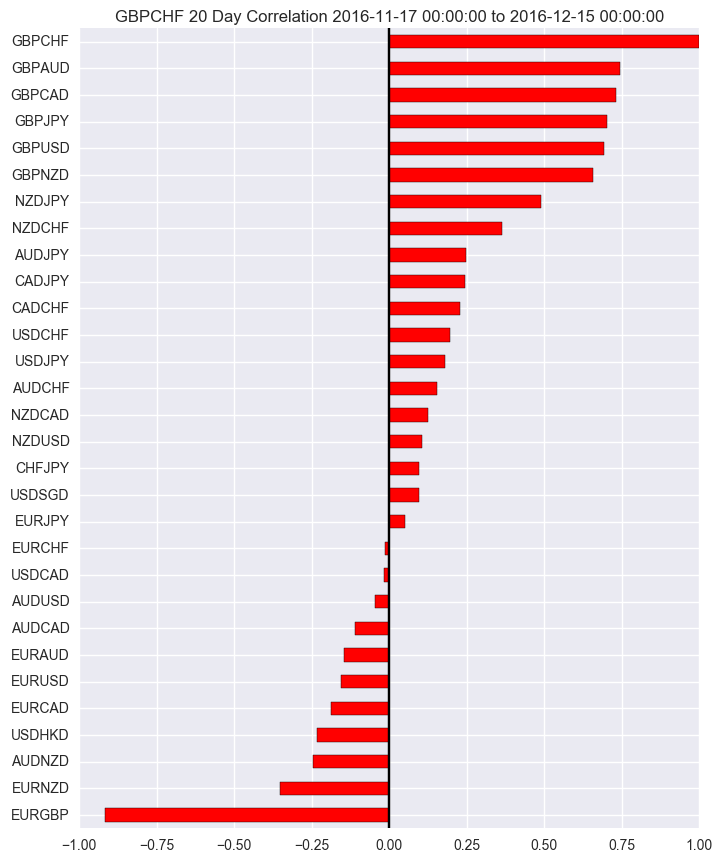 GBPCHF 20 Day Correlation 2016-11-17 00:00:00 to 2016-12-15 00:00:00
GBPCHF
GBPAUD
GBPCAD
GBPJPY
GBPUSD
GBPNZD
NZDJPY
NZDCHF
AUDJPY
CADJPY
CADCHF
USDCHF
USDJPY
AUDCHF
NZDCAD
NZDUSD
CHFJPY
USDSGD
EURJPY
EURCHF
USDCAD
AUDUSD
AUDCAD
EURAUD
EURUSD
EURCAD
USDHKD
AUDNZD
EURNZD
EURGBP
−1.00 −0.75 −0.50 −0.25 0.00 0.25 0.50 0.75 1.00